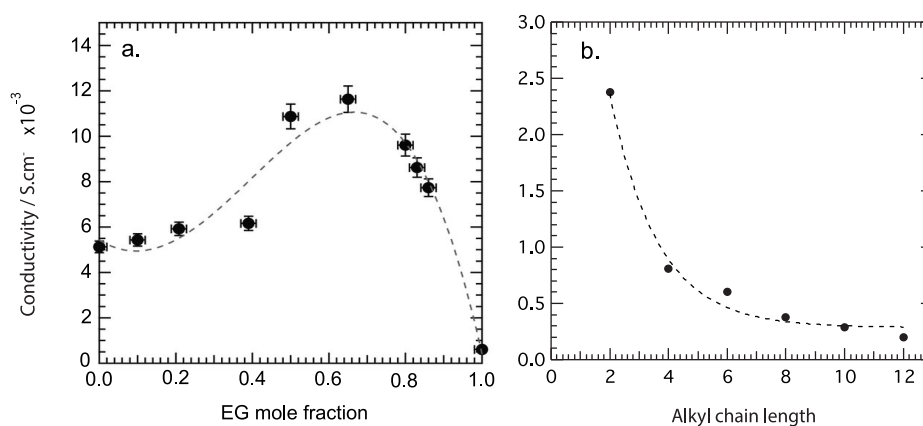 a.
Conductivity / S.cm⁻ x10⁻³
14
12
10
8
6
4
2
0
0.0 0.2 0.4 0.6 0.8 1.0
EG mole fraction
b.
3.0
2.5
2.0
1.5
1.0
0.5
0.0
0 2 4 6 8 10 12
Alkyl chain length